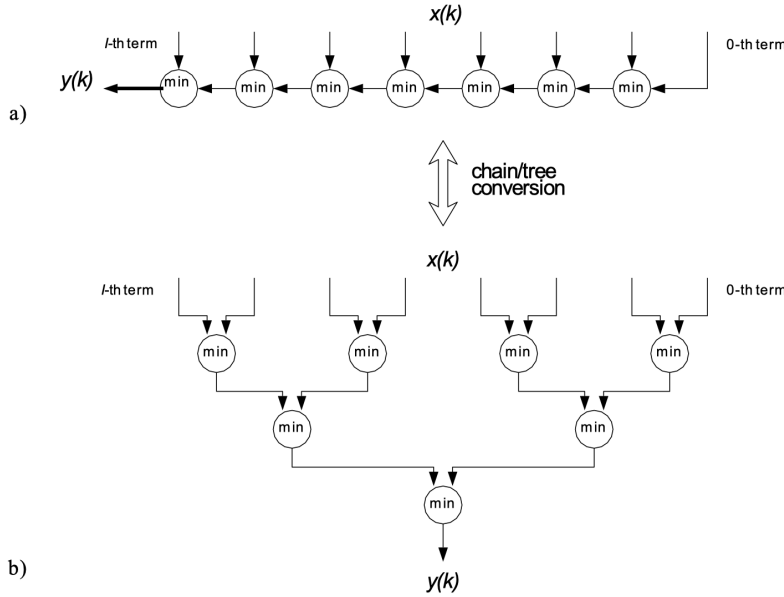 x(k)
l-th term
0-th term
y(k)
min min min min min min min
a)
chain/tree
conversion
x(k)
l-th term
0-th term
min min min min
min min
min
b)
y(k)